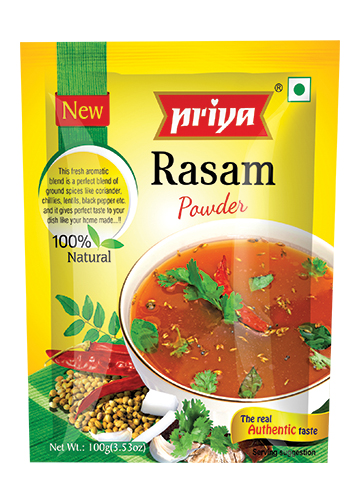 New
priya®
Rasam
Powder
This fresh aromatic
blend is a perfect blend of
ground spices like coriander,
chillies, lentils, black pepper etc.
and it gives perfect taste to your
dish like your home made...!!
100%
Natural
The real
Authentic taste
Net Wt.: 100g(3.53oz)
Serving suggestion